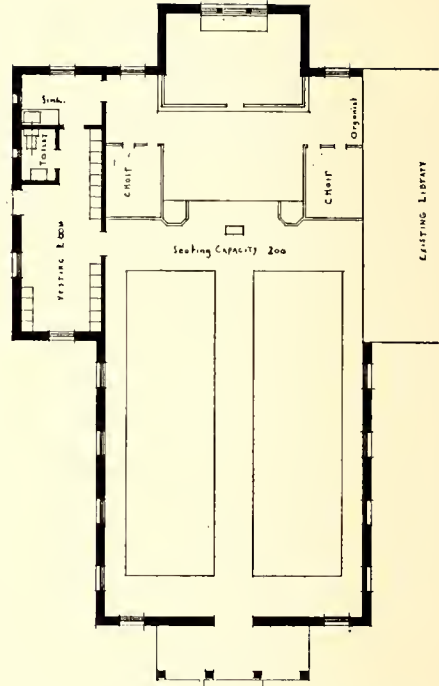 Sink.
Organist
Toilet
Choir
Choir
Existing Library
Seating Capacity 200
Vesting Room